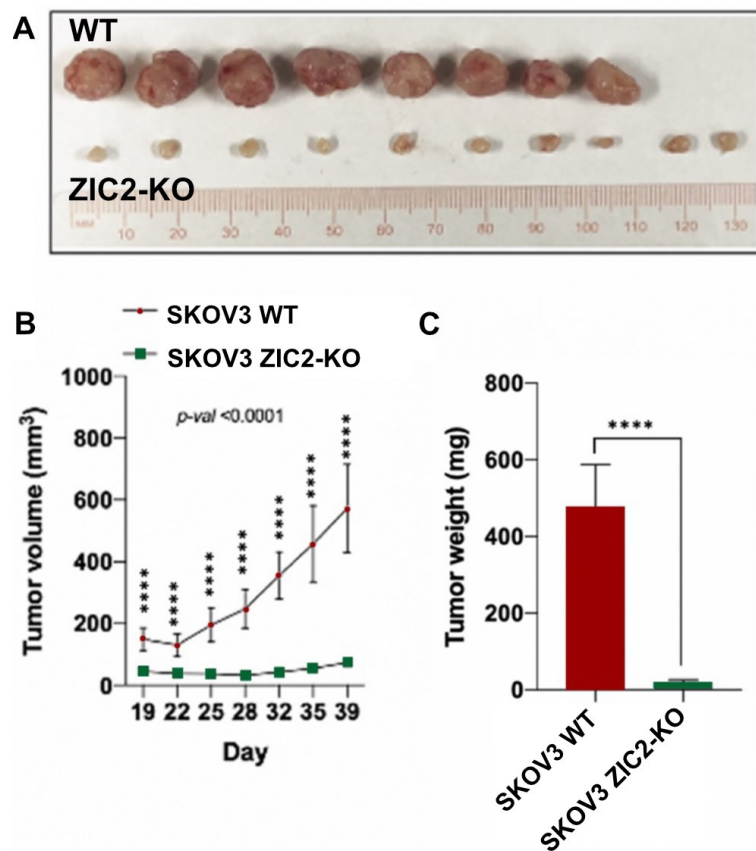 A
WT
ZIC2-KO
MM 10 20 30 40 50 60 70 80 90 100 110 120 130
B
SKOV3 WT
SKOV3 ZIC2-KO
p-val <0.0001
Tumor volume (mm³)
1000
800
600
400
200
0
**** **** **** **** **** **** ****
19 22 25 28 32 35 39
Day
C
Tumor weight (mg)
800
600
400
200
0
****
SKOV3 WT
SKOV3 ZIC2-KO